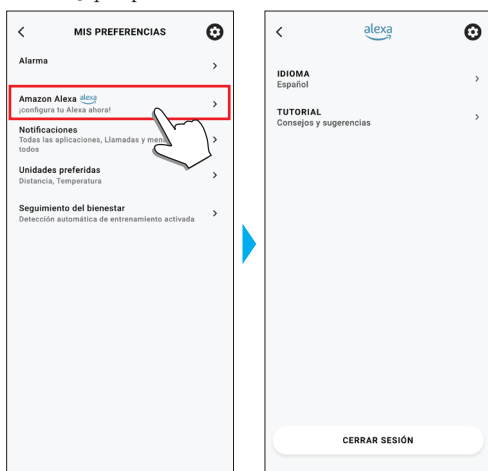 MIS PREFERENCIAS
Alarma
Amazon Alexa alexa
¡configura tu Alexa ahora!
Notificaciones
Todas las aplicaciones, Llamadas y mens
todos
Unidades preferidas
Distancia, Temperatura
Seguimiento del bienestar
Detección automática de entrenamiento activada
alexa
IDIOMA
Español
TUTORIAL
Consejos y sugerencias
CERRAR SESIÓN